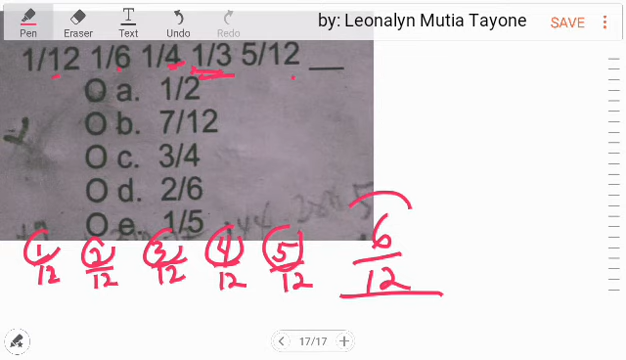 by: Leonalyn Mutia Tayone
SAVE
Pen
Eraser
Text
Undo
Redo
1/12 1/6 1/4 1/3 5/12 __
O a. 1/2
O b. 7/12
O c. 3/4
O d. 2/6
O e. 1/5
1/12 2/12 3/12 4/12 5/12 6/12
17/17